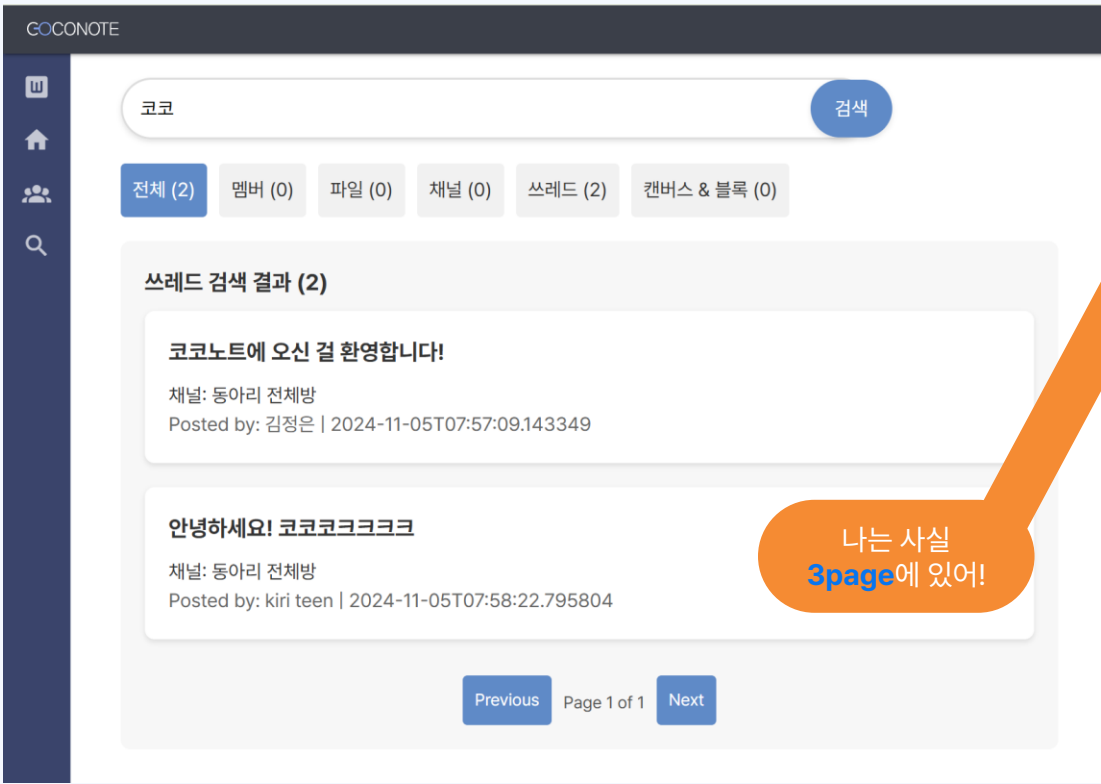 GOCONOTE
코코
검색
전체 (2)
멤버 (0)
파일 (0)
채널 (0)
쓰레드 (2)
캔버스 & 블록 (0)
쓰레드 검색 결과 (2)
코코노트에 오신 걸 환영합니다!
채널: 동아리 전체방
Posted by: 김정은 | 2024-11-05T07:57:09.143349
안녕하세요! 코코코크크크크
채널: 동아리 전체방
Posted by: kiri teen | 2024-11-05T07:58:22.795804
나는 사실
3page에 있어!
Previous
Page 1 of 1
Next